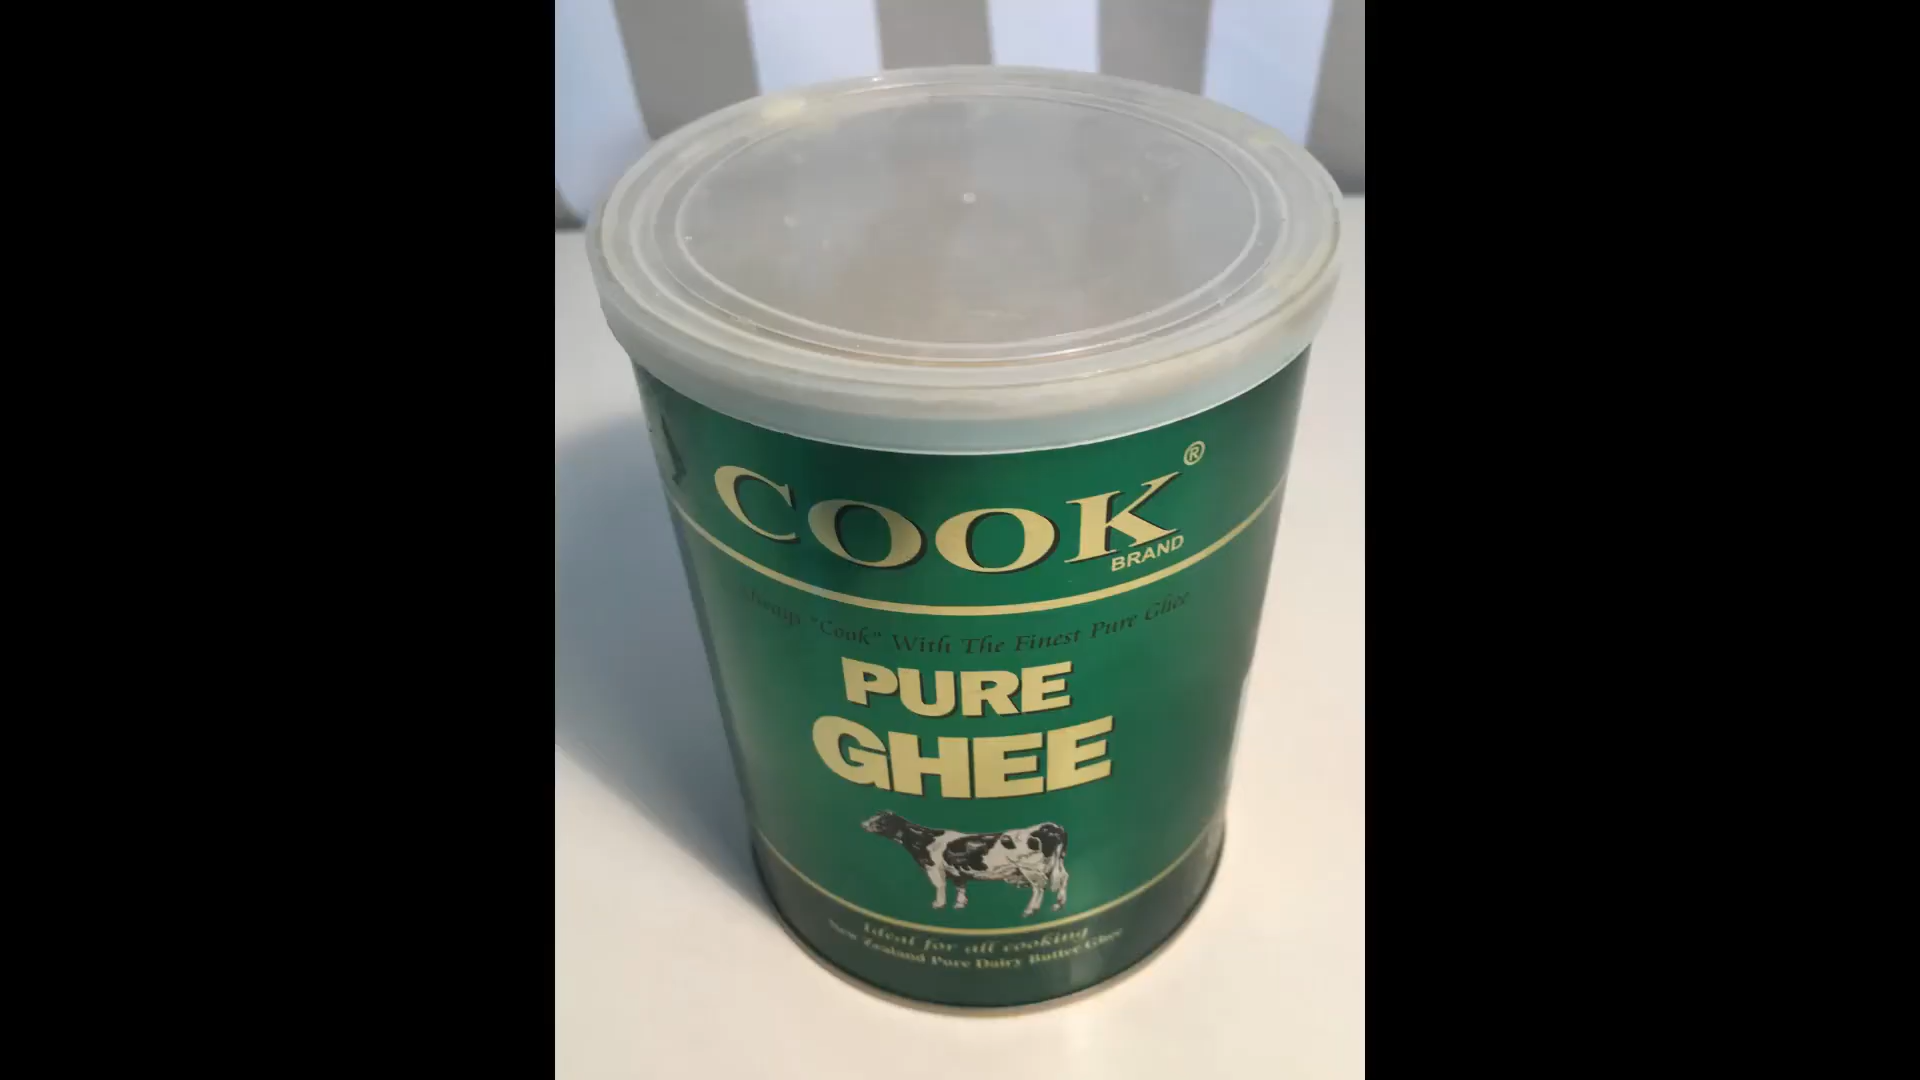 COOK ®
BRAND
Always "Cook" With The Finest Pure Ghee
PURE
GHEE
Ideal for all cooking
New Zealand Pure Dairy Butter Ghee